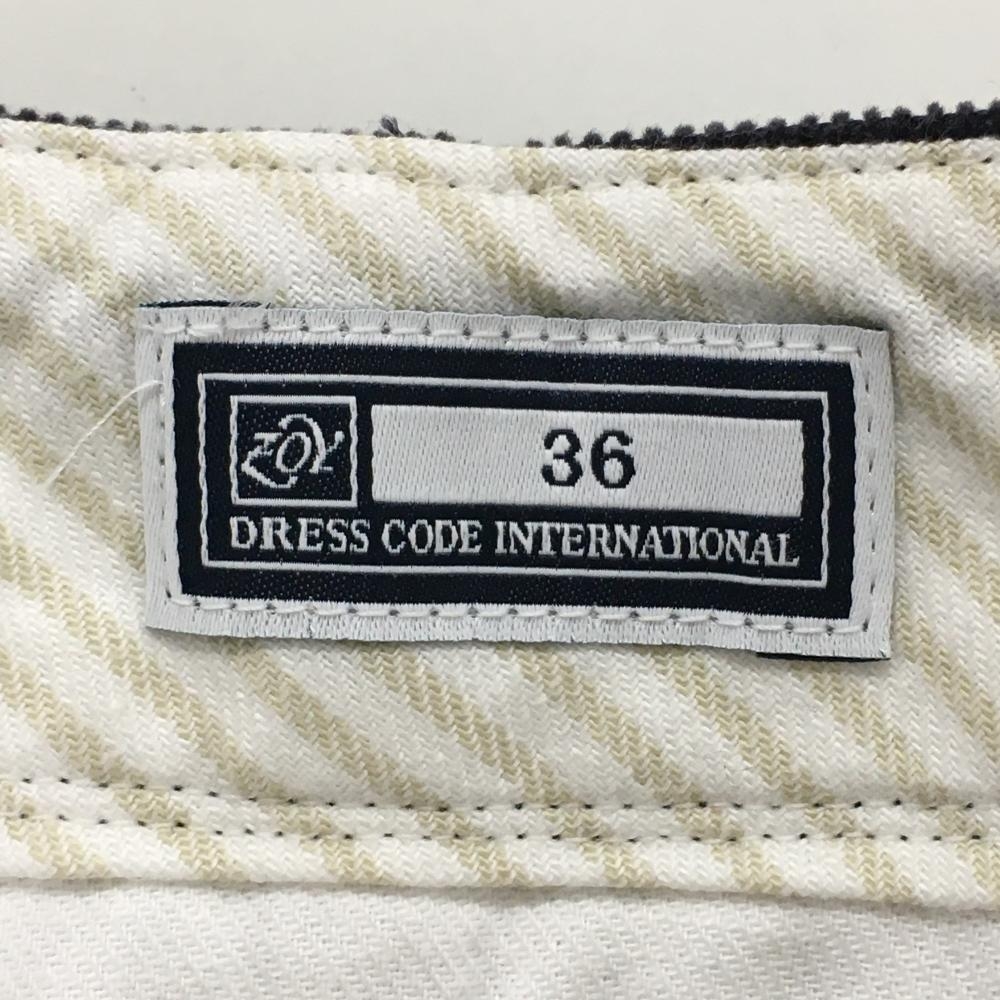 ZOY
36
DRESS CODE INTERNATIONAL